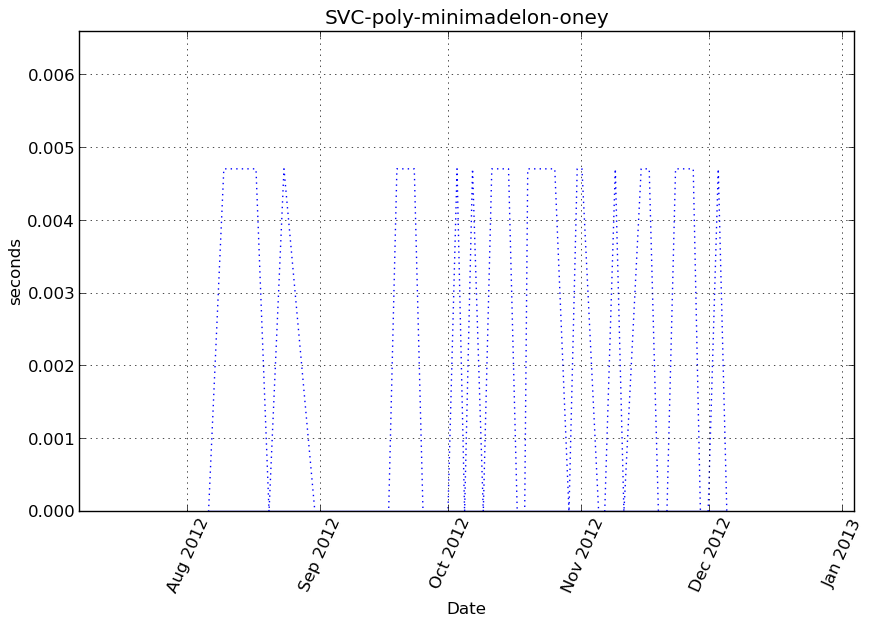 SVC-poly-minimadelon-oney
0.006
0.005
0.004
0.003
0.002
0.001
0.000
seconds
Aug 2012
Sep 2012
Oct 2012
Nov 2012
Dec 2012
Jan 2013
Date